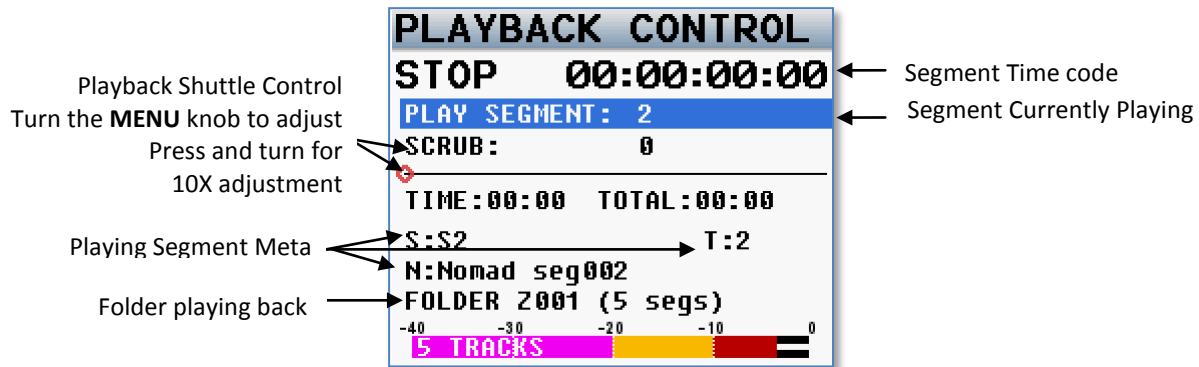 PLAYBACK CONTROL
STOP 00:00:00:00
PLAY SEGMENT: 2
SCRUB: 0
TIME:00:00 TOTAL:00:00
S:S2 T:2
N:Nomad seg002
FOLDER Z001 (5 segs)
-40 -30 -20 -10 0
5 TRACKS
Playback Shuttle Control
Turn the MENU knob to adjust
Press and turn for
10X adjustment
Playing Segment Meta
Folder playing back
Segment Time code
Segment Currently Playing